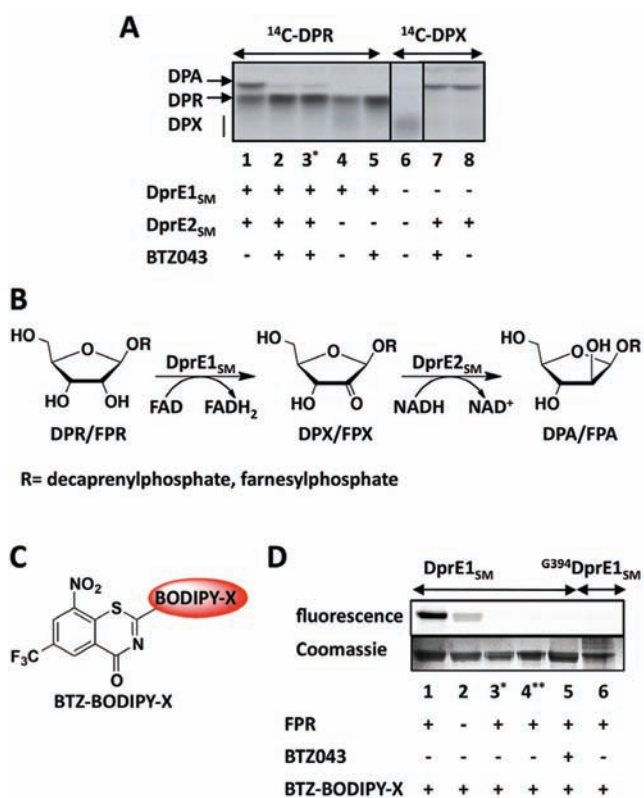 A
14C-DPR 14C-DPX
DPA
DPR
DPX
1 2 3* 4 5 6 7 8
DprE1SM + + + + + - - -
DprE2SM + + + - - - + +
BTZ043 - + + - + - + -
B
HO OR HO OR HO OH OR
O O O
DprE1SM DprE2SM
HO OH FAD FADH2 HO O NADH NAD+ HO
DPR/FPR DPX/FPX DPA/FPA
R= decaprenylphosphate, farnesylphosphate
C
NO2
BODIPY-X
S
N
F3C
O
BTZ-BODIPY-X
D
DprE1SM G394DprE1SM
fluorescence
Coomassie
1 2 3* 4** 5 6
FPR + - + + + +
BTZ043 - - - - + -
BTZ-BODIPY-X + + + + + +